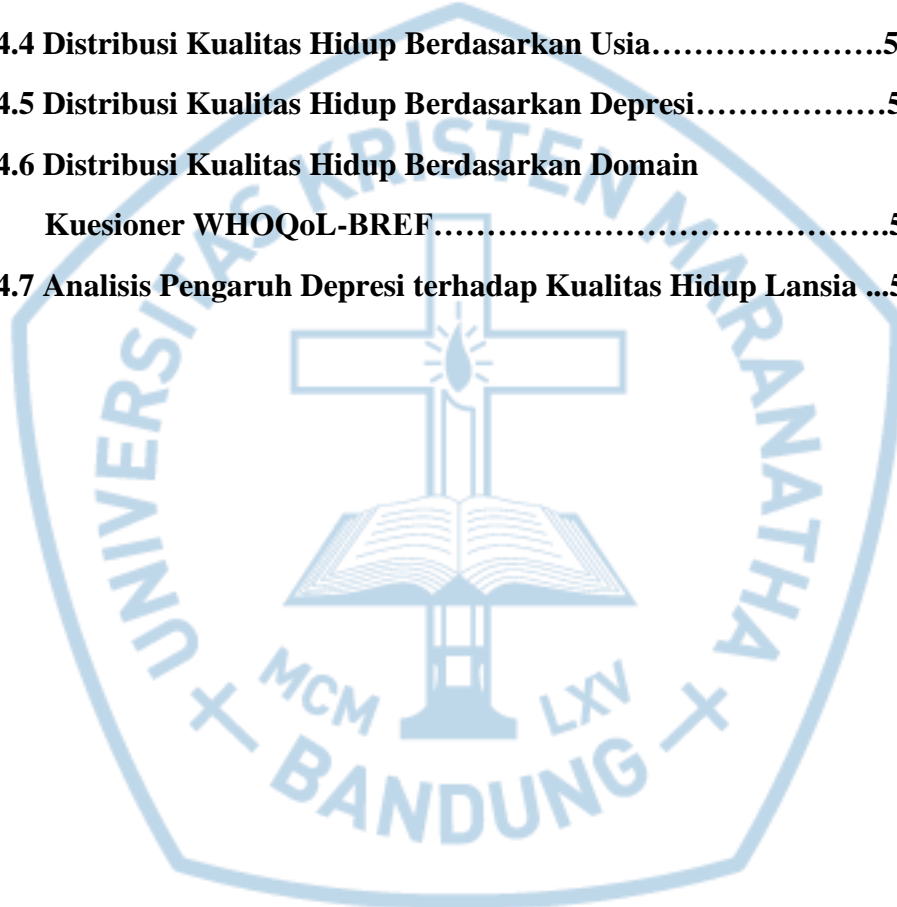 4.4 Distribusi Kualitas Hidup Berdasarkan Usia………………….5
4.5 Distribusi Kualitas Hidup Berdasarkan Depresi………………5
4.6 Distribusi Kualitas Hidup Berdasarkan Domain
Kuesioner WHOQoL-BREF…………………………………….5
4.7 Analisis Pengaruh Depresi terhadap Kualitas Hidup Lansia ...5
UNIVERSITAS KRISTEN MARANATHA
MCM LXV
BANDUNG